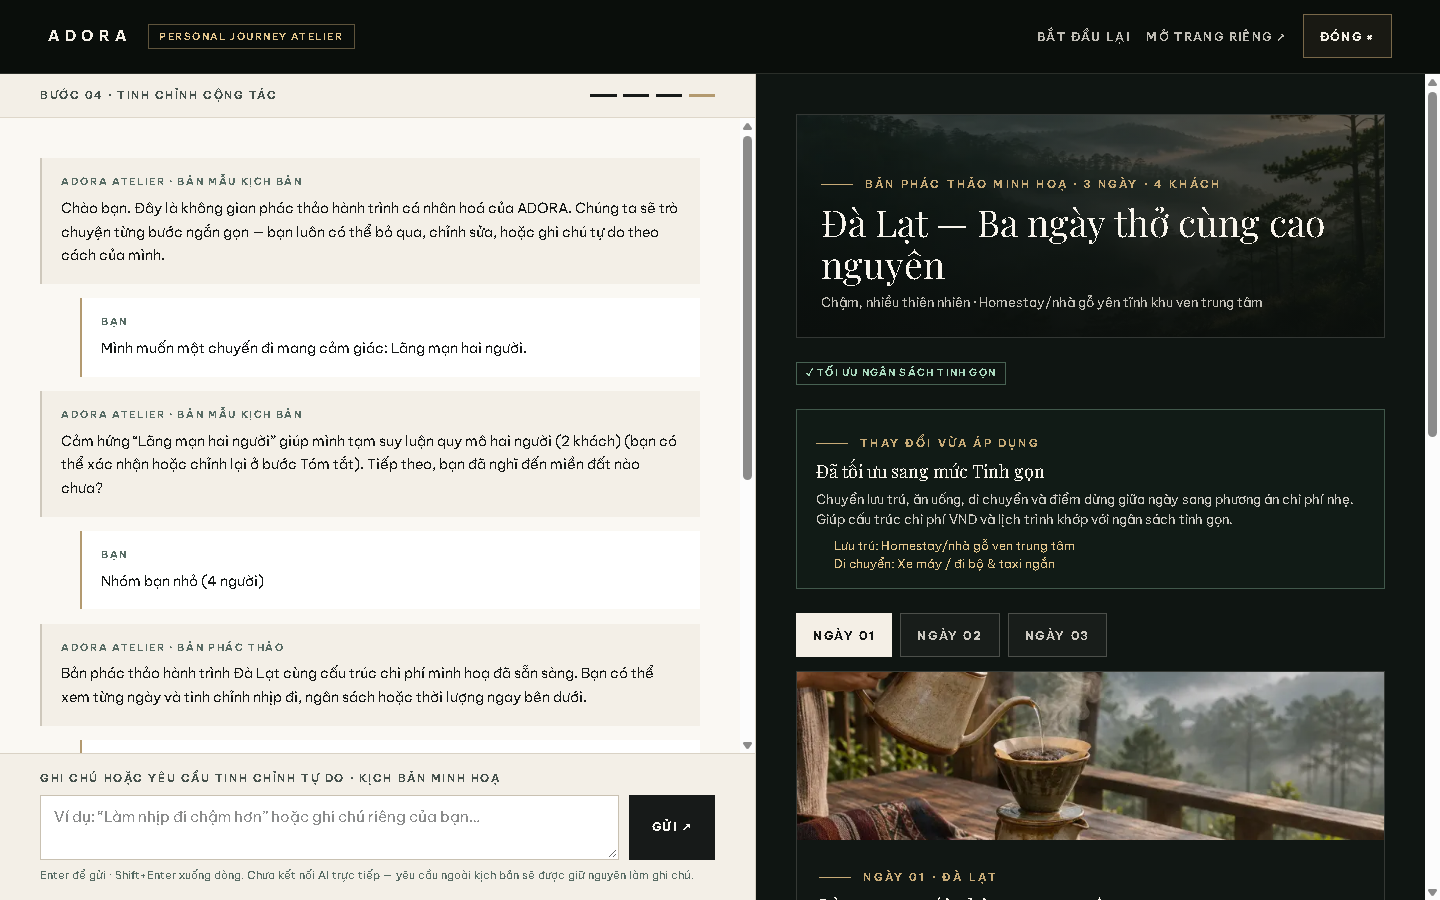 ADORA
PERSONAL JOURNEY ATELIER
BẮT ĐẦU LẠI
MỞ TRANG RIÊNG ↗
ĐÓNG ×
BƯỚC 04 · TINH CHỈNH CỘNG TÁC
ADORA ATELIER · BẢN MẪU KỊCH BẢN
Chào bạn. Đây là không gian phác thảo hành trình cá nhân hoá của ADORA. Chúng ta sẽ trò
chuyện từng bước ngắn gọn — bạn luôn có thể bỏ qua, chỉnh sửa, hoặc ghi chú tự do theo
cách của mình.
BẠN
Mình muốn một chuyến đi mang cảm giác: Lãng mạn hai người.
ADORA ATELIER · BẢN MẪU KỊCH BẢN
Cảm hứng “Lãng mạn hai người” giúp mình tạm suy luận quy mô hai người (2 khách) (bạn có
thể xác nhận hoặc chỉnh lại ở bước Tóm tắt). Tiếp theo, bạn đã nghĩ đến miền đất nào
chưa?
BẠN
Nhóm bạn nhỏ (4 người)
ADORA ATELIER · BẢN PHÁC THẢO
Bản phác thảo hành trình Đà Lạt cùng cấu trúc chi phí minh hoạ đã sẵn sàng. Bạn có thể
xem từng ngày và tinh chỉnh nhịp đi, ngân sách hoặc thời lượng ngay bên dưới.
GHI CHÚ HOẶC YÊU CẦU TINH CHỈNH TỰ DO · KỊCH BẢN MINH HOẠ
Ví dụ: “Làm nhịp đi chậm hơn” hoặc ghi chú riêng của bạn...
GỬI ↗
Enter để gửi · Shift+Enter xuống dòng. Chưa kết nối AI trực tiếp — yêu cầu ngoài kịch bản sẽ được giữ nguyên làm ghi chú.
BẢN PHÁC THẢO MINH HOẠ · 3 NGÀY · 4 KHÁCH
Đà Lạt — Ba ngày thở cùng cao
nguyên
Chậm, nhiều thiên nhiên · Homestay/nhà gỗ yên tĩnh khu ven trung tâm
✓ TỐI ƯU NGÂN SÁCH TINH GỌN
THAY ĐỔI VỪA ÁP DỤNG
Đã tối ưu sang mức Tinh gọn
Chuyển lưu trú, ăn uống, di chuyển và điểm dừng giữa ngày sang phương án chi phí nhẹ.
Giúp cấu trúc chi phí VND và lịch trình khớp với ngân sách tinh gọn.
Lưu trú: Homestay/nhà gỗ ven trung tâm
Di chuyển: Xe máy / đi bộ & taxi ngắn
NGÀY 01
NGÀY 02
NGÀY 03
NGÀY 01 · ĐÀ LẠT